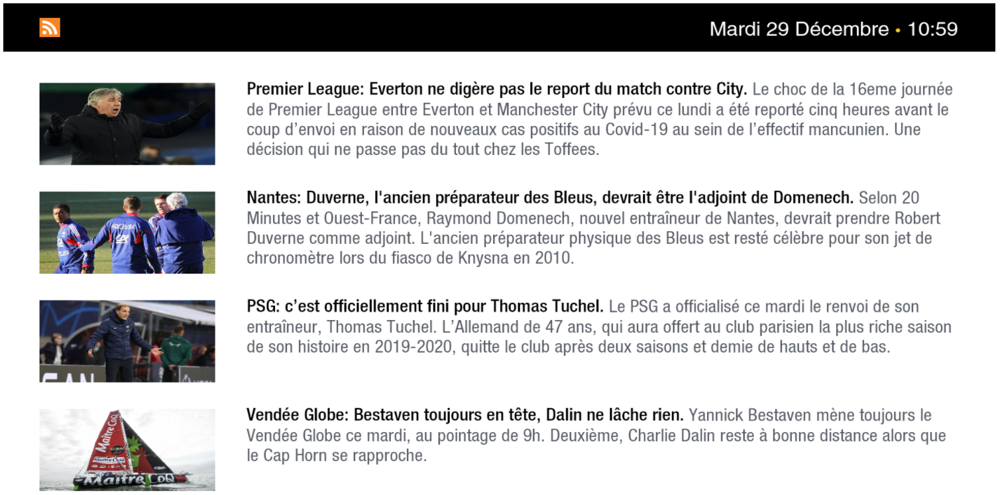 Mardi 29 Décembre • 10:59
Premier League: Everton ne digère pas le report du match contre City. Le choc de la 16eme journée
de Premier League entre Everton et Manchester City prévu ce lundi a été reporté cinq heures avant le
coup d’envoi en raison de nouveaux cas positifs au Covid-19 au sein de l’effectif mancunien. Une
décision qui ne passe pas du tout chez les Toffees.
Nantes: Duverne, l'ancien préparateur des Bleus, devrait être l'adjoint de Domenech. Selon 20
Minutes et Ouest-France, Raymond Domenech, nouvel entraîneur de Nantes, devrait prendre Robert
Duverne comme adjoint. L'ancien préparateur physique des Bleus est resté célèbre pour son jet de
chronomètre lors du fiasco de Knysna en 2010.
PSG: c’est officiellement fini pour Thomas Tuchel. Le PSG a officialisé ce mardi le renvoi de son
entraîneur, Thomas Tuchel. L’Allemand de 47 ans, qui aura offert au club parisien la plus riche saison
de son histoire en 2019-2020, quitte le club après deux saisons et demie de hauts et de bas.
Vendée Globe: Bestaven toujours en tête, Dalin ne lâche rien. Yannick Bestaven mène toujours le
Vendée Globe ce mardi, au pointage de 9h. Deuxième, Charlie Dalin reste à bonne distance alors que
le Cap Horn se rapproche.
Maître CoQ
Maître CoQ
Maître CoQ